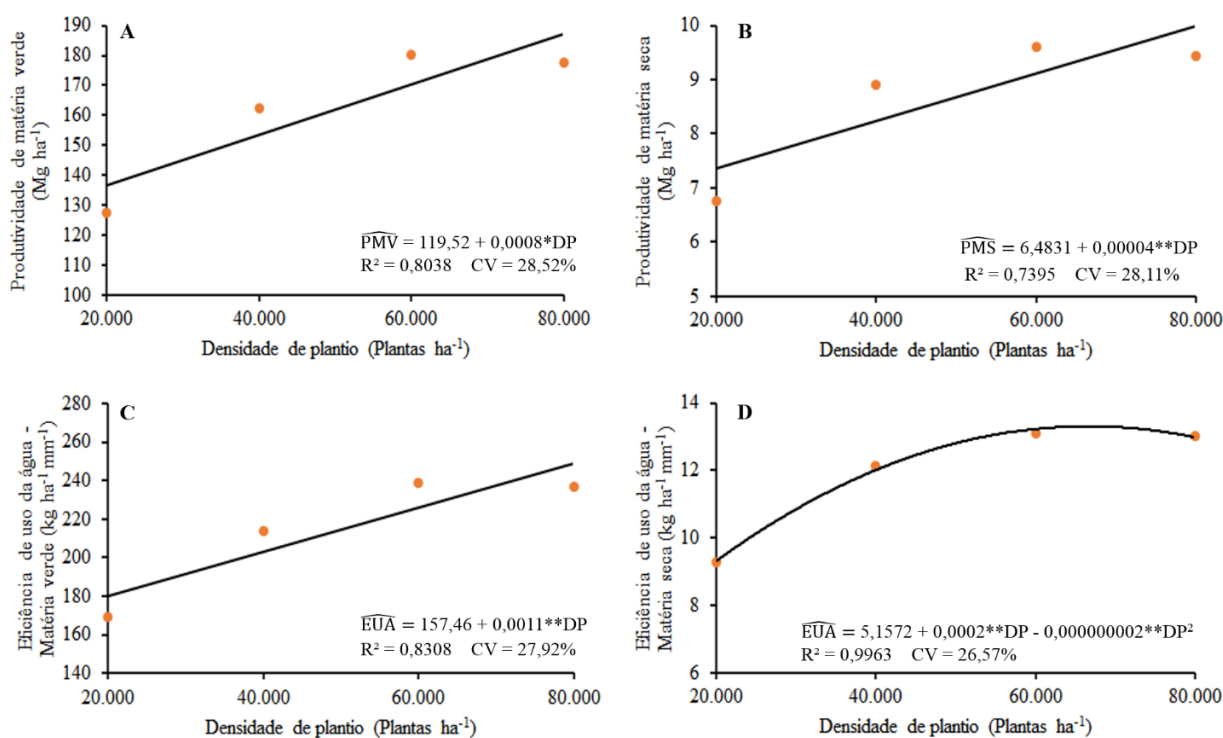 A
Produtividade de matéria verde
(Mg ha⁻¹)
190
180
170
160
150
140
130
120
110
100
P͡MV = 119,52 + 0,0008*DP
R² = 0,8038 CV = 28,52%
20.000 40.000 60.000 80.000
Densidade de plantio (Plantas ha⁻¹)
B
Produtividade de matéria seca
(Mg ha⁻¹)
10
9
8
7
6
5
P͡MS = 6,4831 + 0,00004**DP
R² = 0,7395 CV = 28,11%
20.000 40.000 60.000 80.000
Densidade de plantio (Plantas ha⁻¹)
C
Eficiência de uso da água -
Matéria verde (kg ha⁻¹ mm⁻¹)
280
260
240
220
200
180
160
140
E͡UA = 157,46 + 0,0011**DP
R² = 0,8308 CV = 27,92%
20.000 40.000 60.000 80.000
Densidade de plantio (Plantas ha⁻¹)
D
Eficiência de uso da água -
Matéria seca (kg ha⁻¹ mm⁻¹)
14
12
10
8
6
E͡UA = 5,1572 + 0,0002**DP - 0,000000002**DP²
R² = 0,9963 CV = 26,57%
20.000 40.000 60.000 80.000
Densidade de plantio (Plantas ha⁻¹)